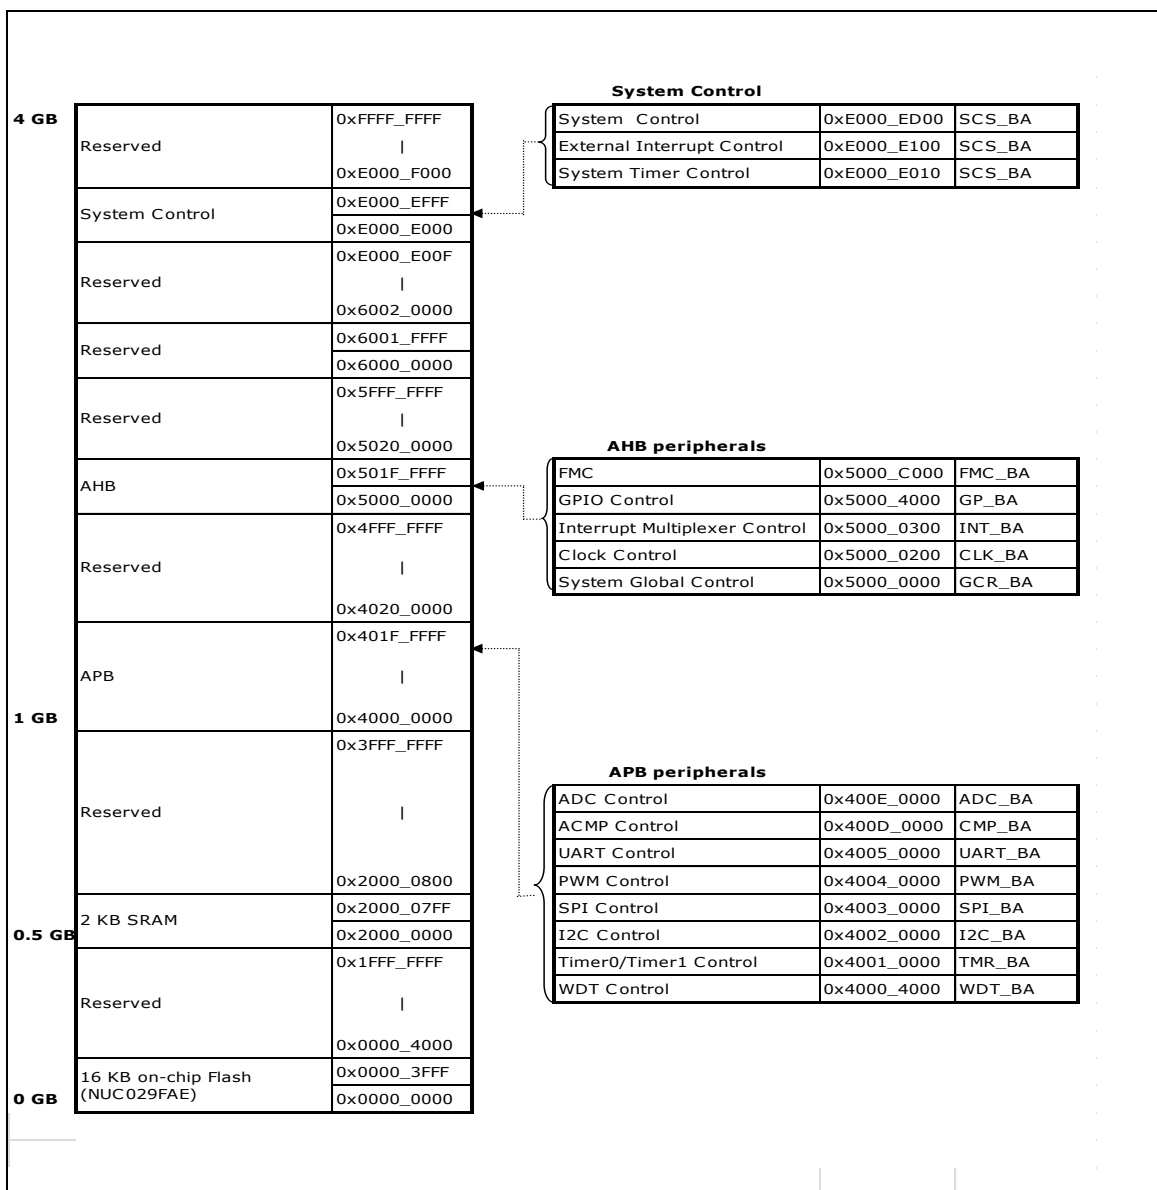 System Control
4 GB
Reserved
0xFFFF_FFFF
|
0xE000_F000
System Control 0xE000_ED00 SCS_BA
External Interrupt Control 0xE000_E100 SCS_BA
System Timer Control 0xE000_E010 SCS_BA
System Control
0xE000_EFFF
0xE000_E000
Reserved
0xE000_E00F
|
0x6002_0000
Reserved
0x6001_FFFF
0x6000_0000
Reserved
0x5FFF_FFFF
|
0x5020_0000
AHB peripherals
AHB
0x501F_FFFF
0x5000_0000
FMC 0x5000_C000 FMC_BA
GPIO Control 0x5000_4000 GP_BA
Interrupt Multiplexer Control 0x5000_0300 INT_BA
Clock Control 0x5000_0200 CLK_BA
System Global Control 0x5000_0000 GCR_BA
Reserved
0x4FFF_FFFF
|
0x4020_0000
APB
0x401F_FFFF
|
1 GB
0x4000_0000
Reserved
0x3FFF_FFFF
|
0x2000_0800
APB peripherals
ADC Control 0x400E_0000 ADC_BA
ACMP Control 0x400D_0000 CMP_BA
UART Control 0x4005_0000 UART_BA
PWM Control 0x4004_0000 PWM_BA
SPI Control 0x4003_0000 SPI_BA
I2C Control 0x4002_0000 I2C_BA
Timer0/Timer1 Control 0x4001_0000 TMR_BA
WDT Control 0x4000_4000 WDT_BA
2 KB SRAM
0x2000_07FF
0.5 GB
0x2000_0000
Reserved
0x1FFF_FFFF
|
0x0000_4000
16 KB on-chip Flash
(NUC029FAE)
0x0000_3FFF
0 GB
0x0000_0000